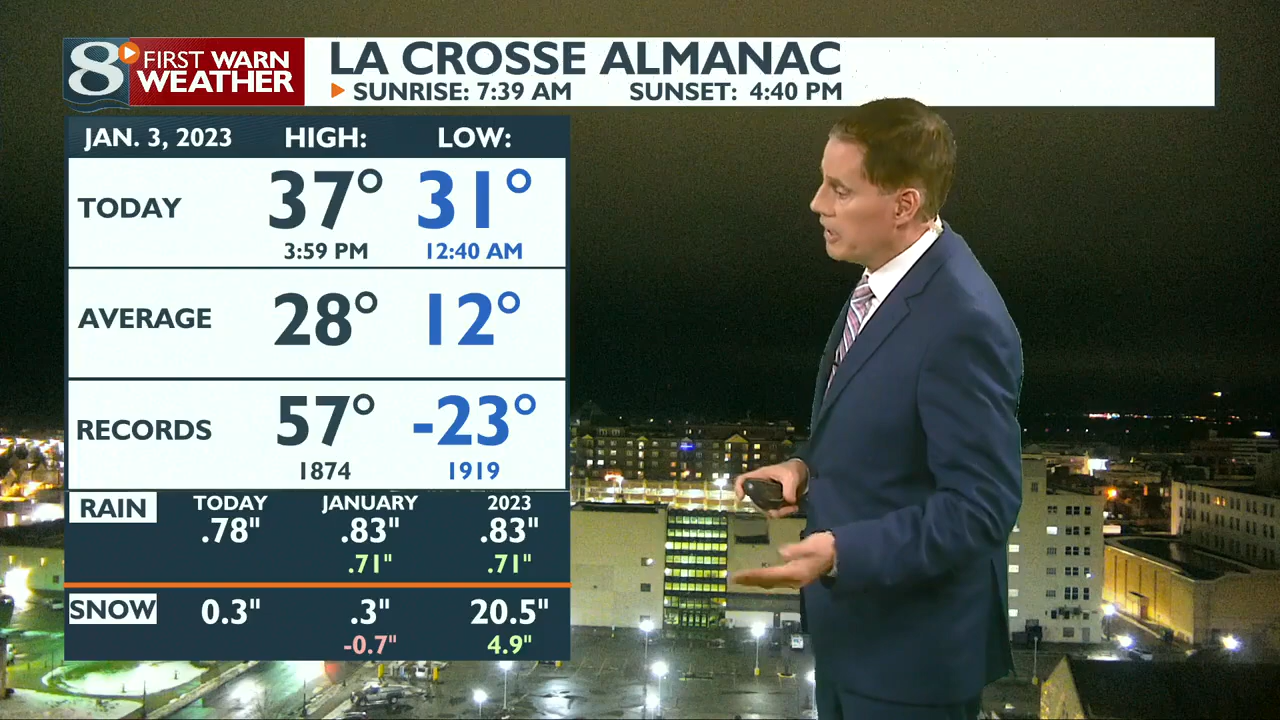 8 FIRST WARN WEATHER
LA CROSSE ALMANAC
SUNRISE: 7:39 AM SUNSET: 4:40 PM
JAN. 3, 2023 HIGH: LOW:
TODAY 37° 31°
3:59 PM 12:40 AM
AVERAGE 28° 12°
RECORDS 57° -23°
1874 1919
RAIN TODAY JANUARY 2023
.78" .83" .83"
.71" .71"
SNOW 0.3" .3" 20.5"
-0.7" 4.9"